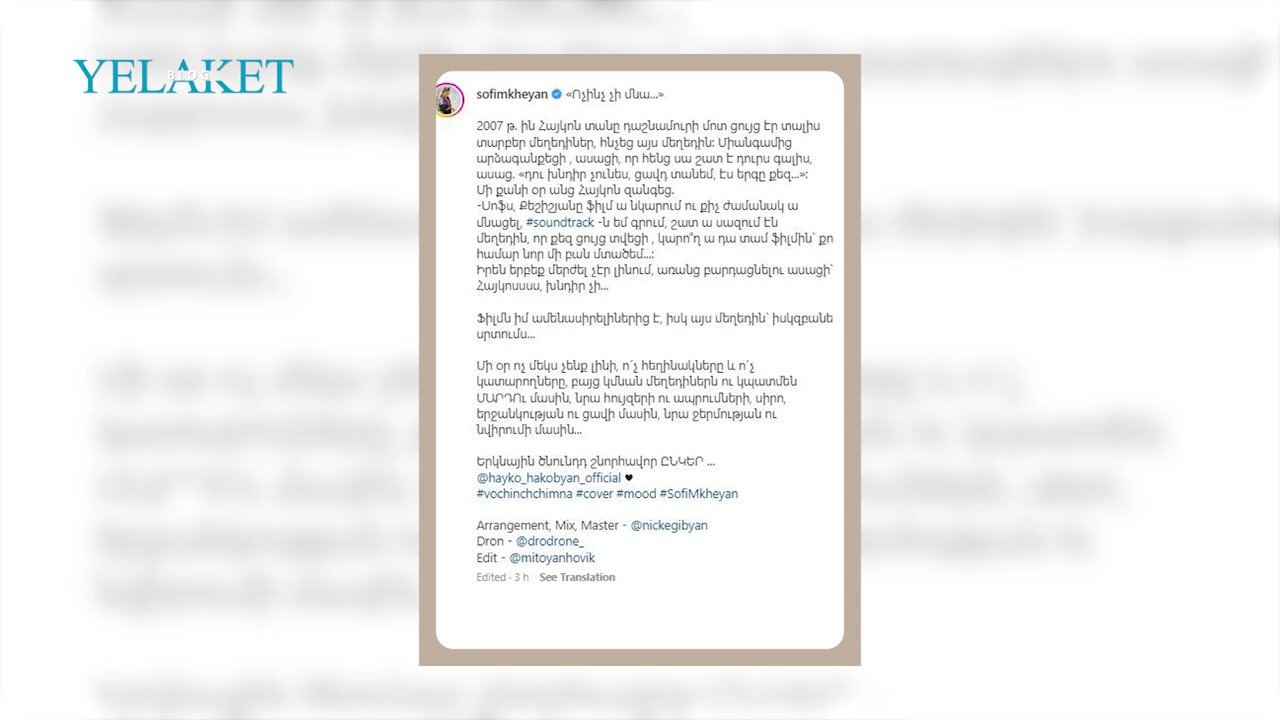 YELAKET
BLOG
sofimkheyan «Ոչինչ չի մնա...»
2007 թ. ին Հայկոն տանը դաշնամուրի մոտ ցույց էր տալիս
տարբեր մեղեդիներ, հնչեց այս մեղեդին: Միանգամից
արձագանքեցի , ասացի, որ հենց սա շատ է դուրս գալիս,
ասաց. «դու խնդիր չունես, ցավդ տանեմ, էս երգը քեզ...»:
Մի քանի օր անց Հայկոն զանգեց.
-Սոֆս, Քեշիշյանը ֆիլմ ա նկարում ու քիչ ժամանակ ա
մնացել, #soundtrack -ն եմ գրում, շատ ա սազում էն
մեղեդին, որ քեզ ցույց տվեցի , կարո՞ղ ա դա տամ ֆիլմին՝ քո
համար նոր մի բան մտածեմ...:
Իրեն երբեք մերժել չէր լինում, առանց բարդացնելու ասացի՝
Հայկոսսսս, խնդիր չի...
Ֆիլմն իմ ամենասիրելիներից է, իսկ այս մեղեդին՝ իսկզբանե
սրտումս...
Մի օր ոչ մեկս չենք լինի, ո՛չ հեղինակները և ո՛չ
կատարողները, բայց կմնան մեղեդիներն ու կպատմեն
ՄԱՐԴՈւ մասին, նրա հույզերի ու ապրումների, սիրո,
երջանկության ու ցավի մասին, նրա ջերմության ու
նվիրումի մասին...
Երկնային ծնունդդ շնորհավոր ԸՆԿԵՐ ...
@hayko_hakobyan_official 🖤
#vochinchchimna #cover #mood #SofiMkheyan
Arrangement, Mix, Master - @nickegibyan
Dron - @drodrone_
Edit - @mitoyanhovik
Edited · 3 h See Translation